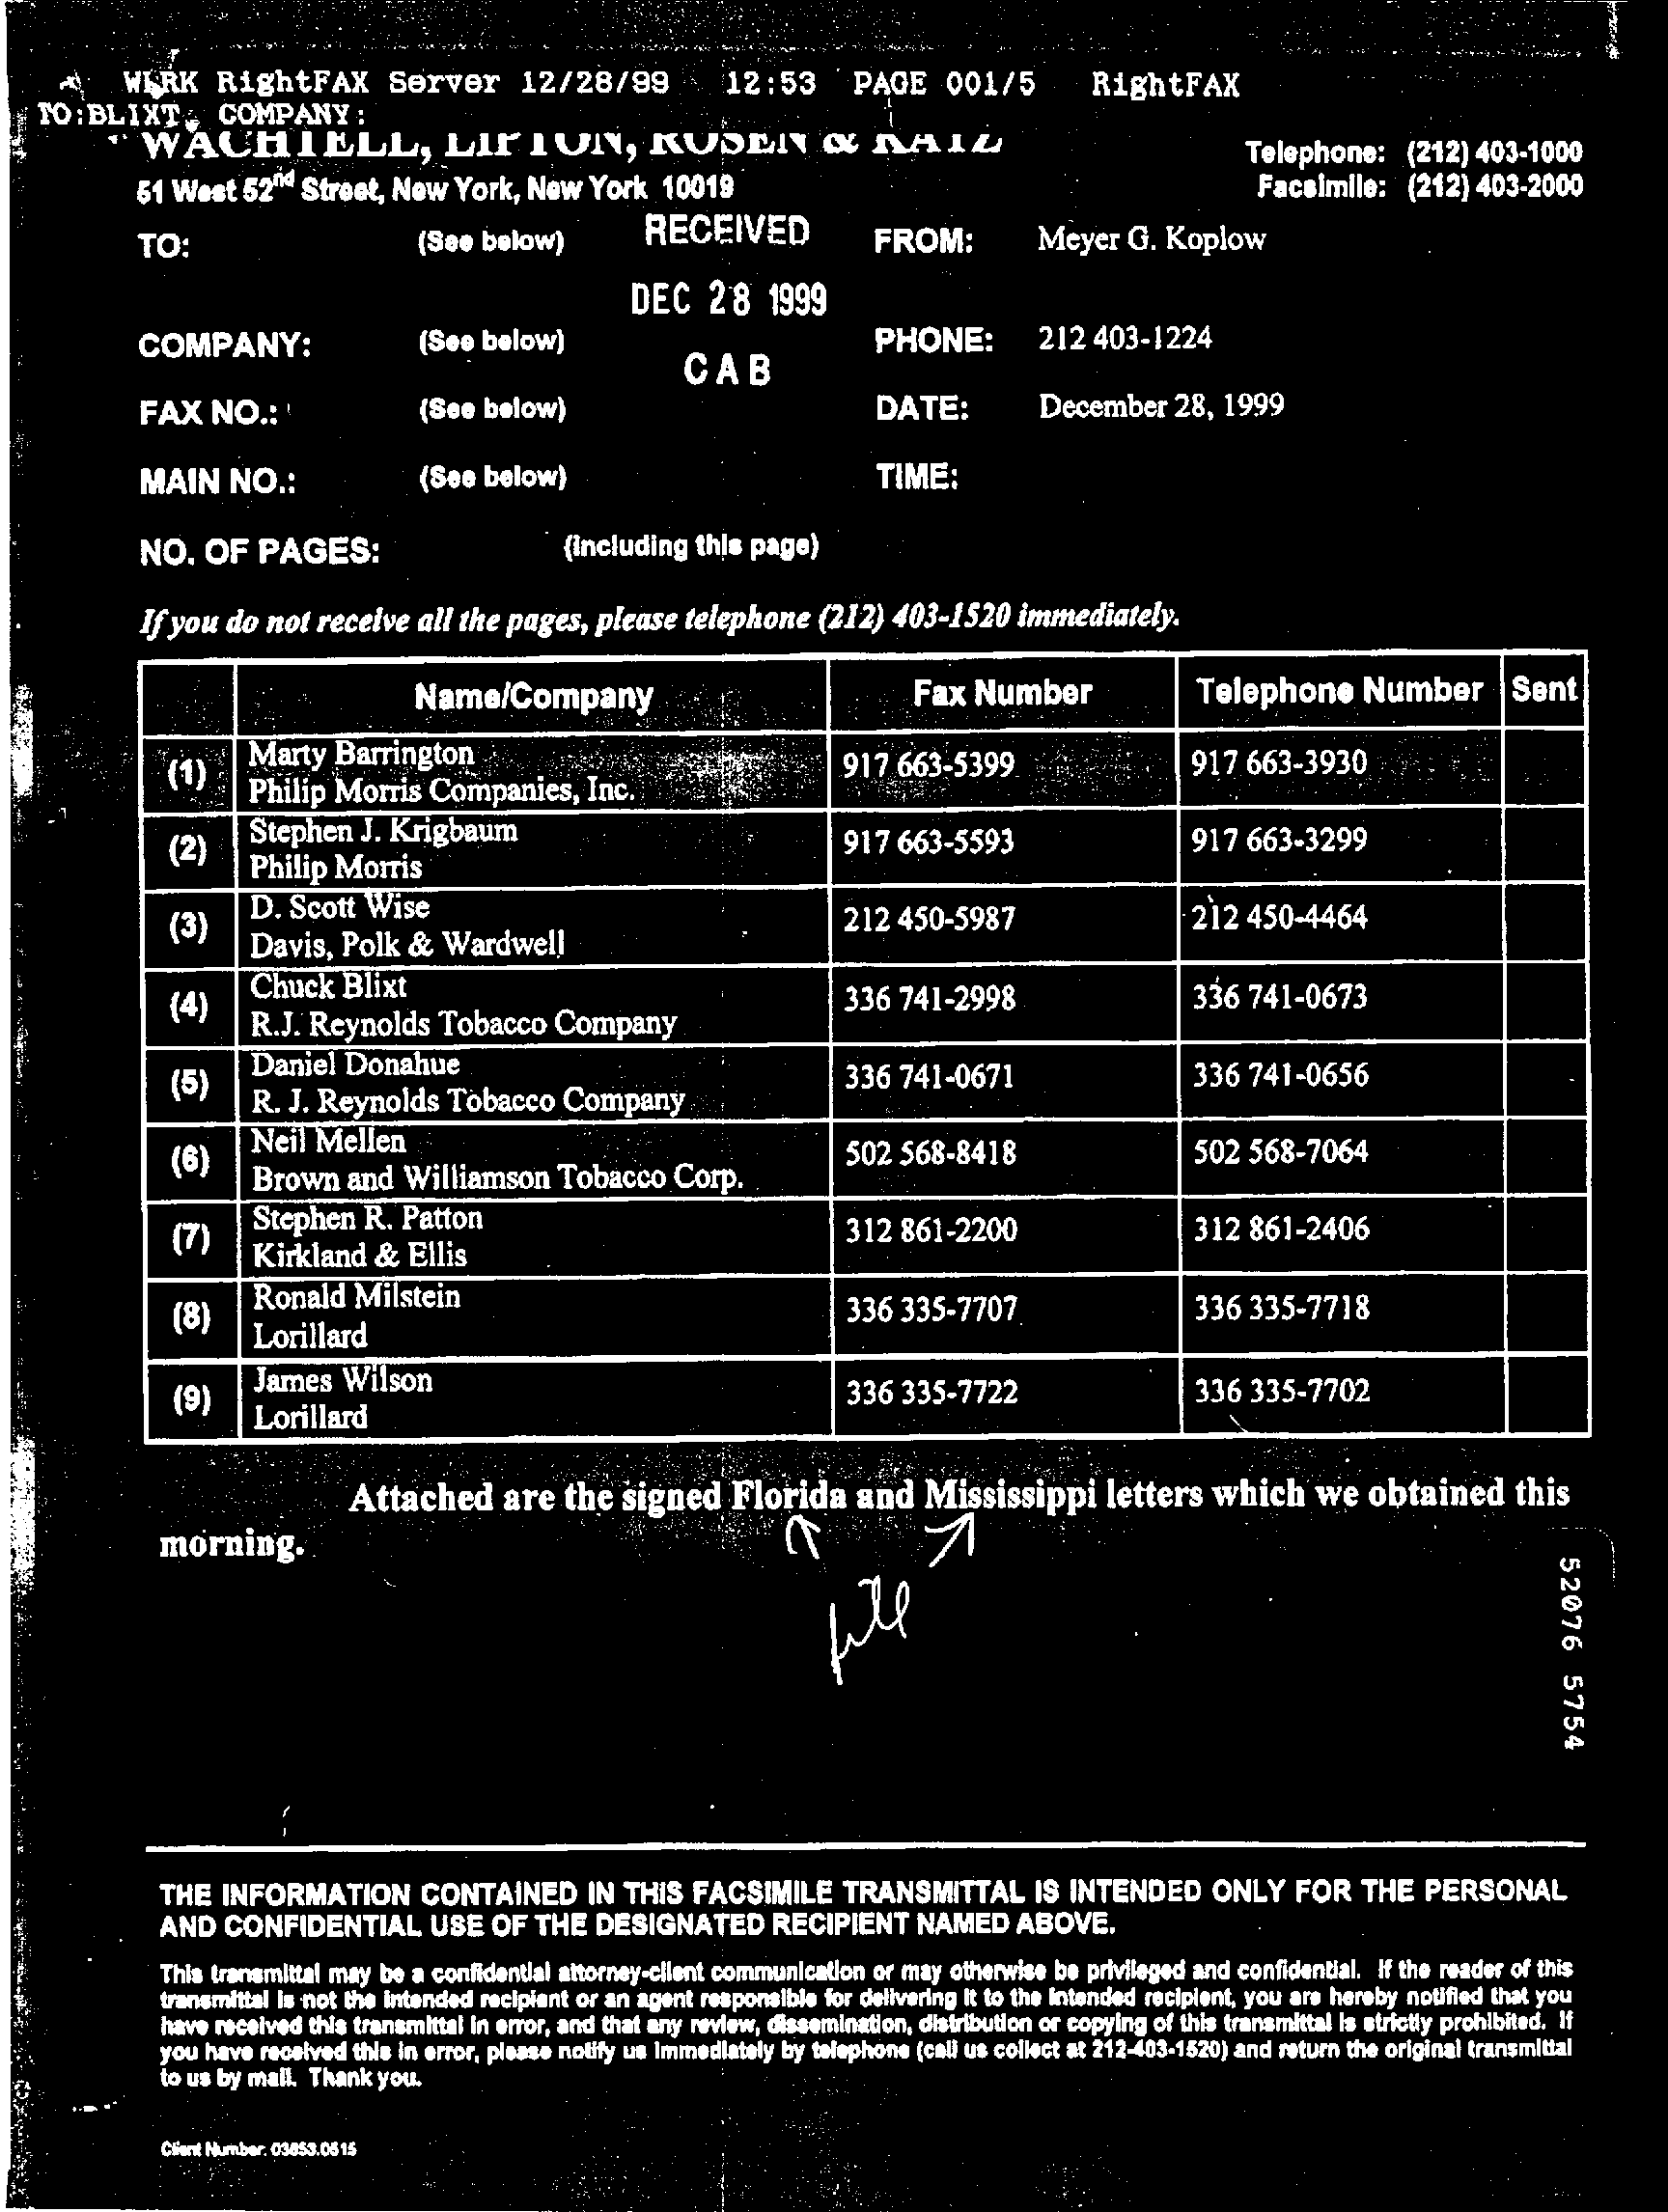 WLRK RightFAX Server 12/28/99 12:53 PAGE 001/5 RightFAX
TO:BLIXT COMPANY:
WACHTELL, LIPTON, ROSEN & KATZ
51 West 52nd Street, New York, New York 10019
Telephone: (212) 403-1000
Facsimile: (212) 403-2000
TO: (See below) RECEIVED FROM: Meyer G. Koplow
DEC 28 1999
COMPANY: (See below) PHONE: 212 403-1224
CAB
FAX NO.: (See below) DATE: December 28, 1999
MAIN NO.: (See below) TIME:
NO. OF PAGES: (Including this page)
If you do not receive all the pages, please telephone (212) 403-1520 immediately.
Name/Company Fax Number Telephone Number Sent
(1) Marty Barrington
Philip Morris Companies, Inc. 917 663-5399 917 663-3930
(2) Stephen J. Krigbaum
Philip Morris 917 663-5593 917 663-3299
(3) D. Scott Wise
Davis, Polk & Wardwell 212 450-5987 212 450-4464
(4) Chuck Blixt
R.J. Reynolds Tobacco Company 336 741-2998 336 741-0673
(5) Daniel Donahue
R. J. Reynolds Tobacco Company 336 741-0671 336 741-0656
(6) Neil Mellen
Brown and Williamson Tobacco Corp. 502 568-8418 502 568-7064
(7) Stephen R. Patton
Kirkland & Ellis 312 861-2200 312 861-2406
(8) Ronald Milstein
Lorillard 336 335-7707 336 335-7718
(9) James Wilson
Lorillard 336 335-7722 336 335-7702
Attached are the signed Florida and Mississippi letters which we obtained this
morning.
52076 5754
THE INFORMATION CONTAINED IN THIS FACSIMILE TRANSMITTAL IS INTENDED ONLY FOR THE PERSONAL
AND CONFIDENTIAL USE OF THE DESIGNATED RECIPIENT NAMED ABOVE.
This transmittal may be a confidential attorney-client communication or may otherwise be privileged and confidential. If the reader of this
transmittal is not the intended recipient or an agent responsible for delivering it to the intended recipient, you are hereby notified that you
have received this transmittal in error, and that any review, dissemination, distribution or copying of this transmittal is strictly prohibited. If
you have received this in error, please notify us immediately by telephone (call us collect at 212-403-1520) and return the original transmittal
to us by mail. Thank you.
Client Number: 03653.0615